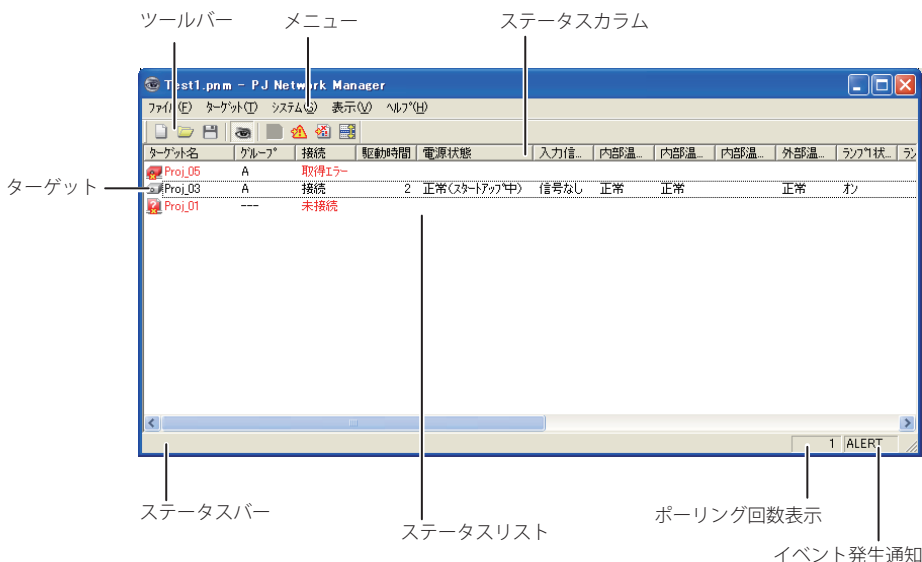 ツールバー メニュー ステータスカラム
Test1.pnm - PJ Network Manager
ファイル(F) ターゲット(T) システム(S) 表示(V) ヘルプ(H)
ターゲット名 グループ 接続 駆動時間 電源状態 入力信... 内部温... 内部温... 内部温... 外部温... ランプ1状... ラン
Proj_05 A 取得エラー
ターゲット
Proj_03 A 接続 2 正常(スタートアップ中) 信号なし 正常 正常 正常 オン
Proj_01 --- 未接続
1 ALERT
ステータスバー
ステータスリスト
ポーリング回数表示
イベント発生通知